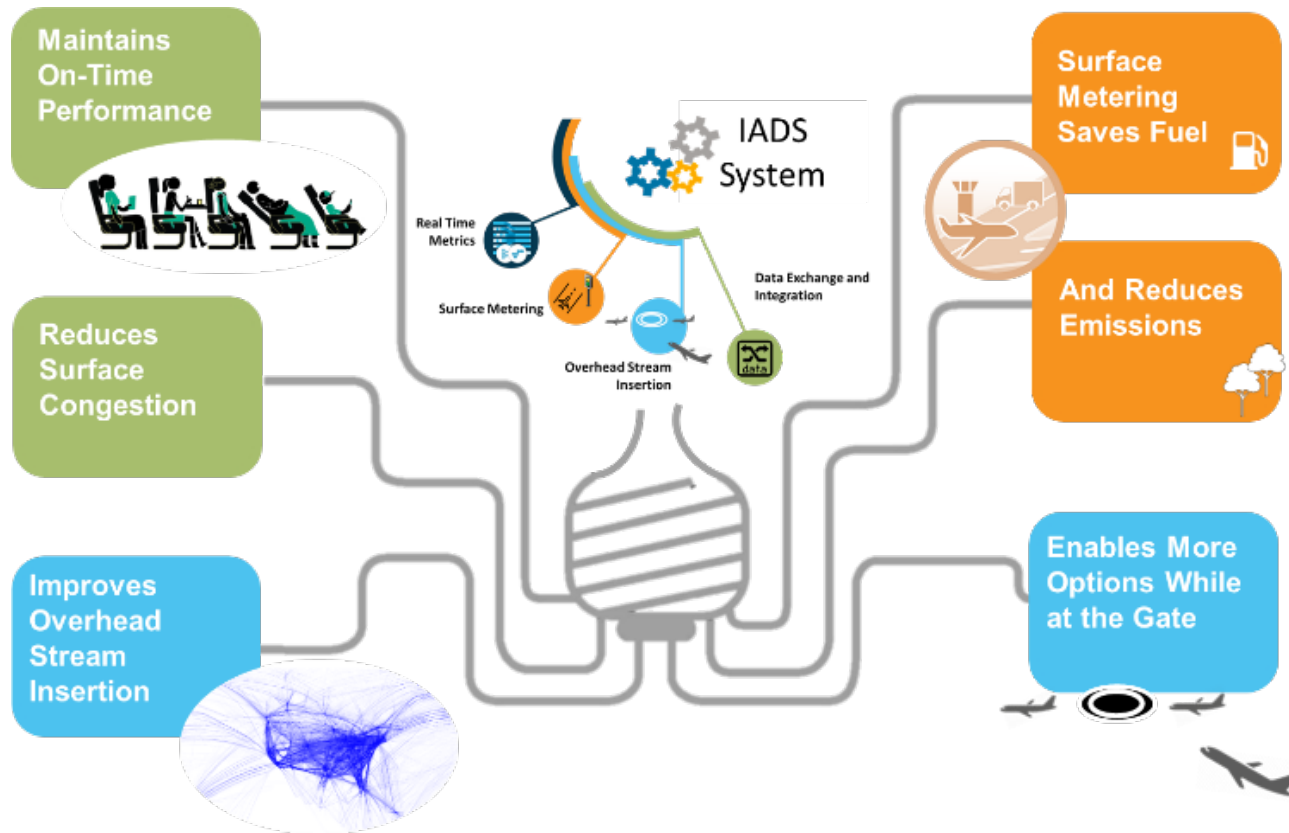 Maintains
On-Time
Performance
Reduces
Surface
Congestion
Improves
Overhead
Stream
Insertion
IADS
System
Real Time
Metrics
Surface Metering
Overhead Stream
Insertion
Data Exchange and
Integration
data
Surface
Metering
Saves Fuel
And Reduces
Emissions
Enables More
Options While
at the Gate